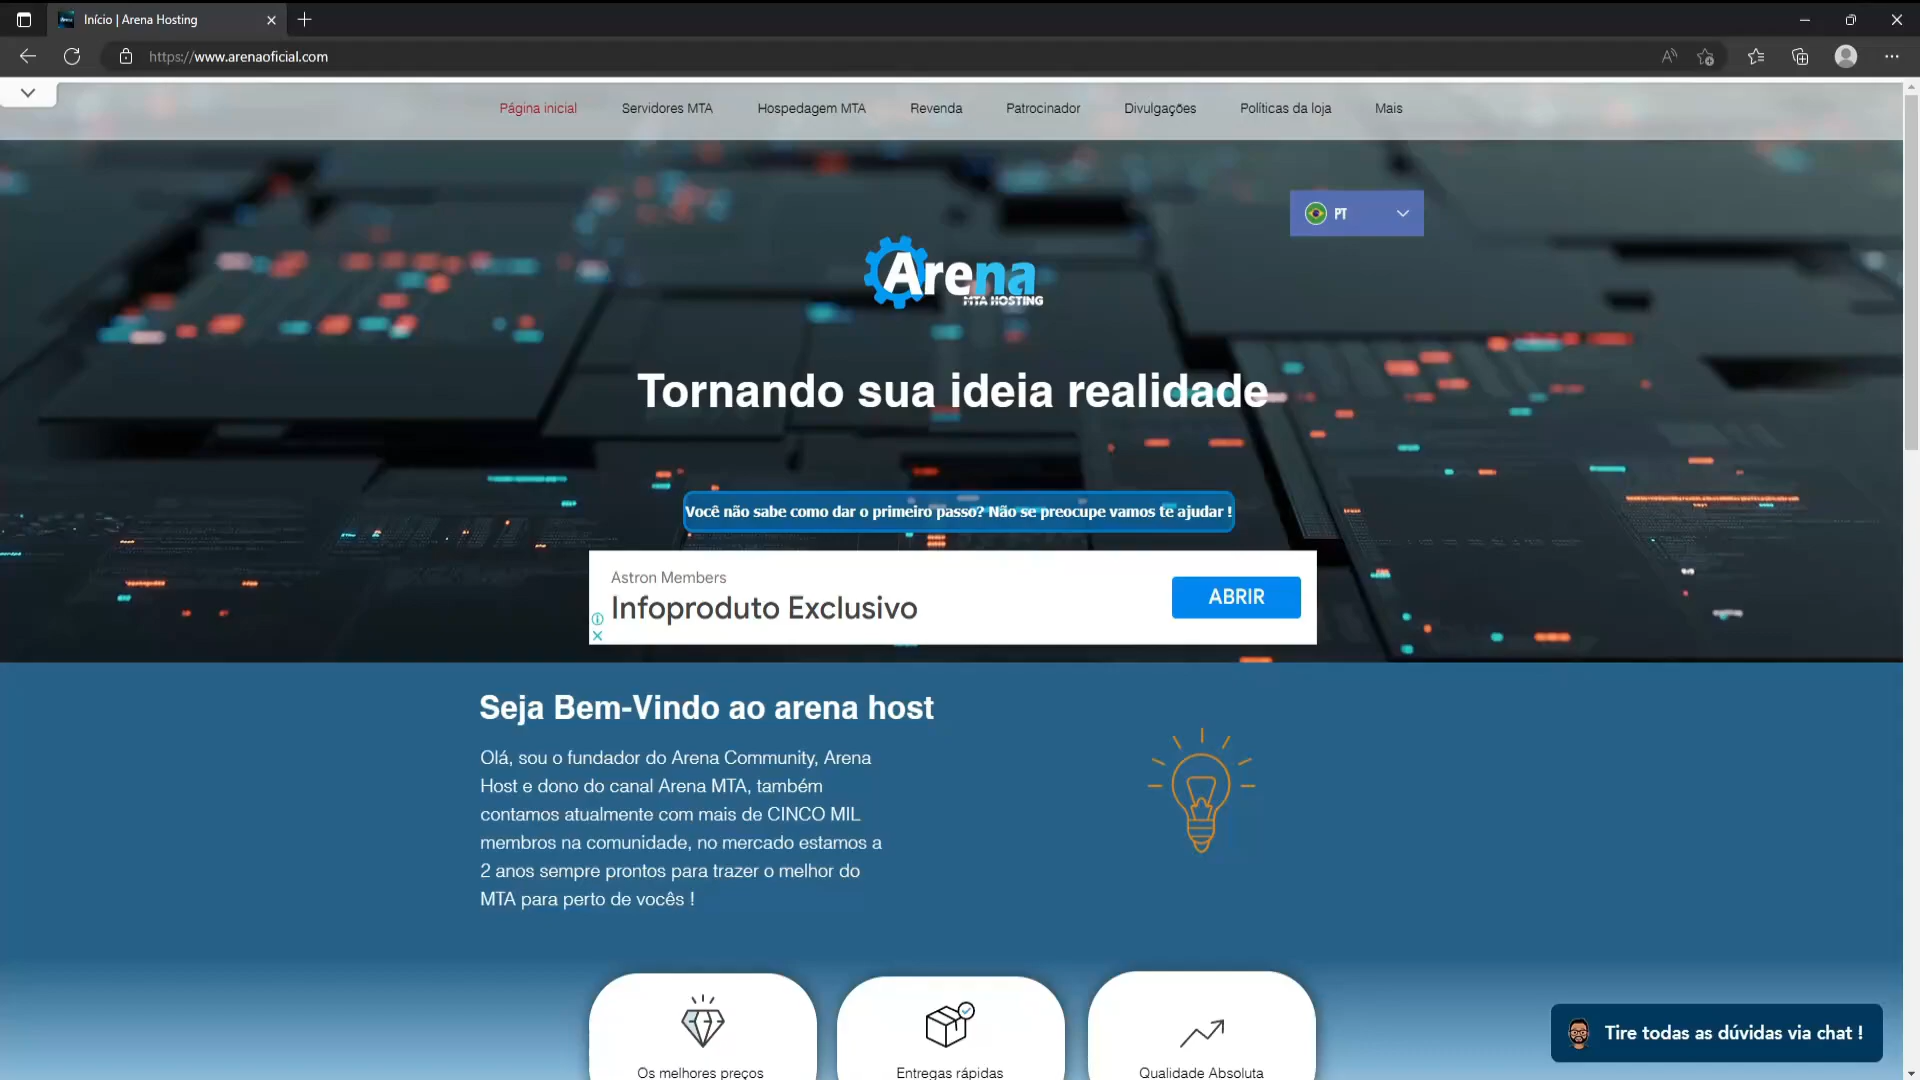 Início | Arena Hosting
https://www.arenaoficial.com
Página inicial
Servidores MTA
Hospedagem MTA
Revenda
Patrocinador
Divulgações
Políticas da loja
Mais
PT
Arena
MTA HOSTING
Tornando sua ideia realidade
Você não sabe como dar o primeiro passo? Não se preocupe vamos te ajudar !
Astron Members
Infoproduto Exclusivo
ABRIR
Seja Bem-Vindo ao arena host
Olá, sou o fundador do Arena Community, Arena
Host e dono do canal Arena MTA, também
contamos atualmente com mais de CINCO MIL
membros na comunidade, no mercado estamos a
2 anos sempre prontos para trazer o melhor do
MTA para perto de vocês !
Os melhores preços
Entregas rápidas
Qualidade Absoluta
Tire todas as dúvidas via chat !